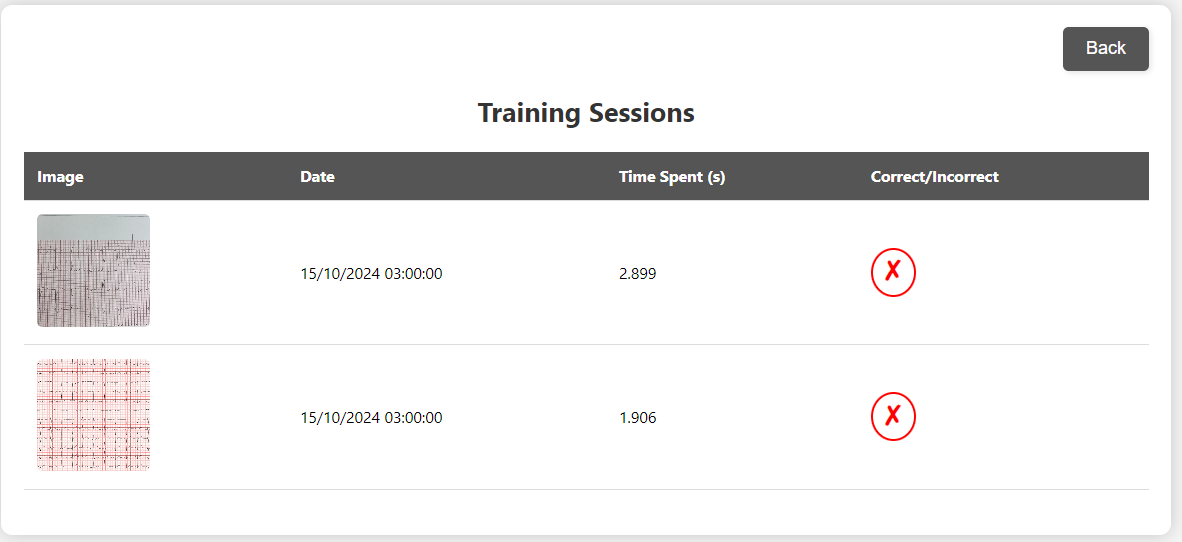 Back
Training Sessions
Image Date Time Spent (s) Correct/Incorrect
15/10/2024 03:00:00 2.899 ✗
15/10/2024 03:00:00 1.906 ✗